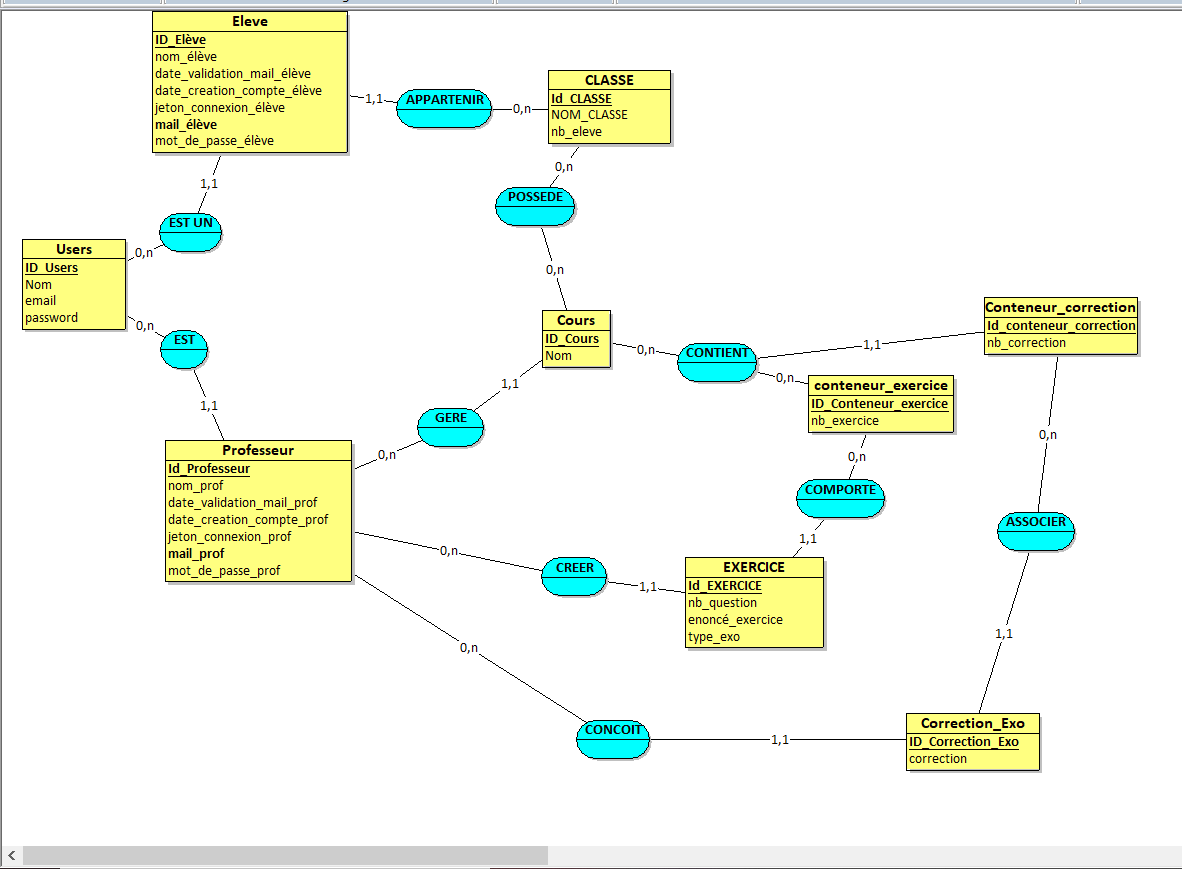 Eleve
ID_Elève
nom_élève
date_validation_mail_élève
date_creation_compte_élève
jeton_connexion_élève
mail_élève
mot_de_passe_élève
1,1
APPARTENIR
0,n
CLASSE
Id_CLASSE
NOM_CLASSE
nb_eleve
0,n
POSSEDE
0,n
1,1
EST UN
0,n
Users
ID_Users
Nom
email
password
0,n
EST
1,1
Cours
ID_Cours
Nom
0,n
CONTIENT
1,1
0,n
Conteneur_correction
Id_conteneur_correction
nb_correction
conteneur_exercice
ID_Conteneur_exercice
nb_exercice
1,1
GERE
0,n
Professeur
Id_Professeur
nom_prof
date_validation_mail_prof
date_creation_compte_prof
jeton_connexion_prof
mail_prof
mot_de_passe_prof
0,n
COMPORTE
1,1
0,n
ASSOCIER
1,1
0,n
CREER
1,1
EXERCICE
Id_EXERCICE
nb_question
enoncé_exercice
type_exo
0,n
CONCOIT
1,1
Correction_Exo
ID_Correction_Exo
correction